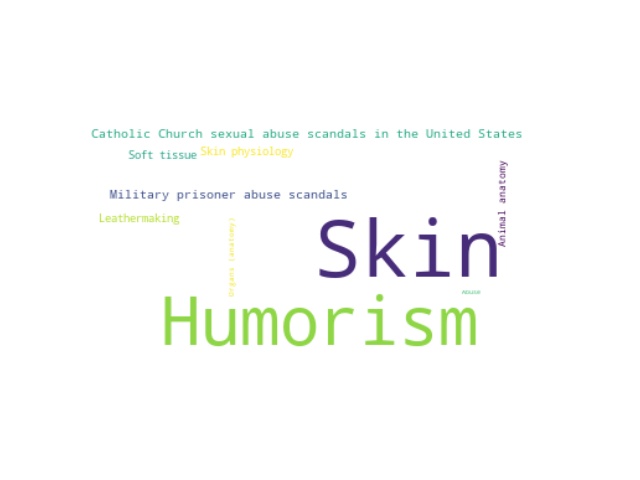 Catholic Church sexual abuse scandals in the United States
Soft tissue
Skin physiology
Military prisoner abuse scandals
Animal anatomy
Leathermaking
Organs (anatomy)
Skin
Abuse
Humorism